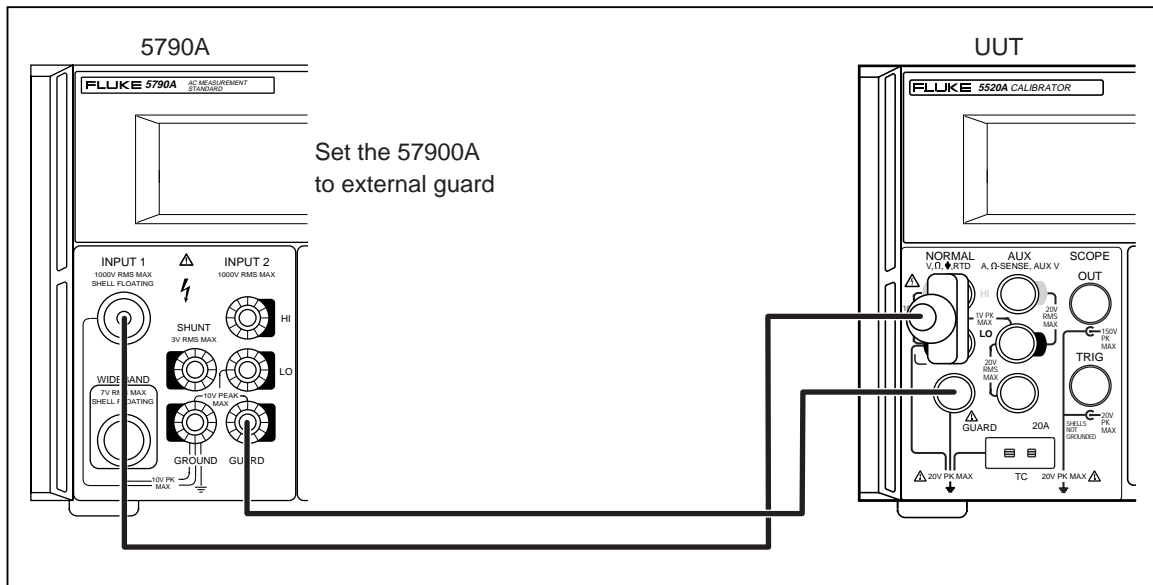 5790A
UUT
FLUKE 5790A AC MEASUREMENT
STANDARD
FLUKE 5520A CALIBRATOR
Set the 57900A
to external guard
INPUT 1
1000V RMS MAX
SHELL FLOATING
INPUT 2
1000V RMS MAX
HI
SHUNT
3V RMS MAX
LO
WIDEBAND
7V RMS MAX
SHELL FLOATING
10V PEAK
MAX
GROUND
GUARD
10V PK
MAX
NORMAL
V, Ω, RTD
AUX
A, Ω-SENSE, AUX V
SCOPE
OUT
HI
1V PK
MAX
20V
RMS
MAX
LO
150V
PK
MAX
20V
RMS
MAX
TRIG
GUARD
20A
SHELLS
NOT
GROUNDED
20V
PK
MAX
TC
20V PK MAX
20V PK MAX